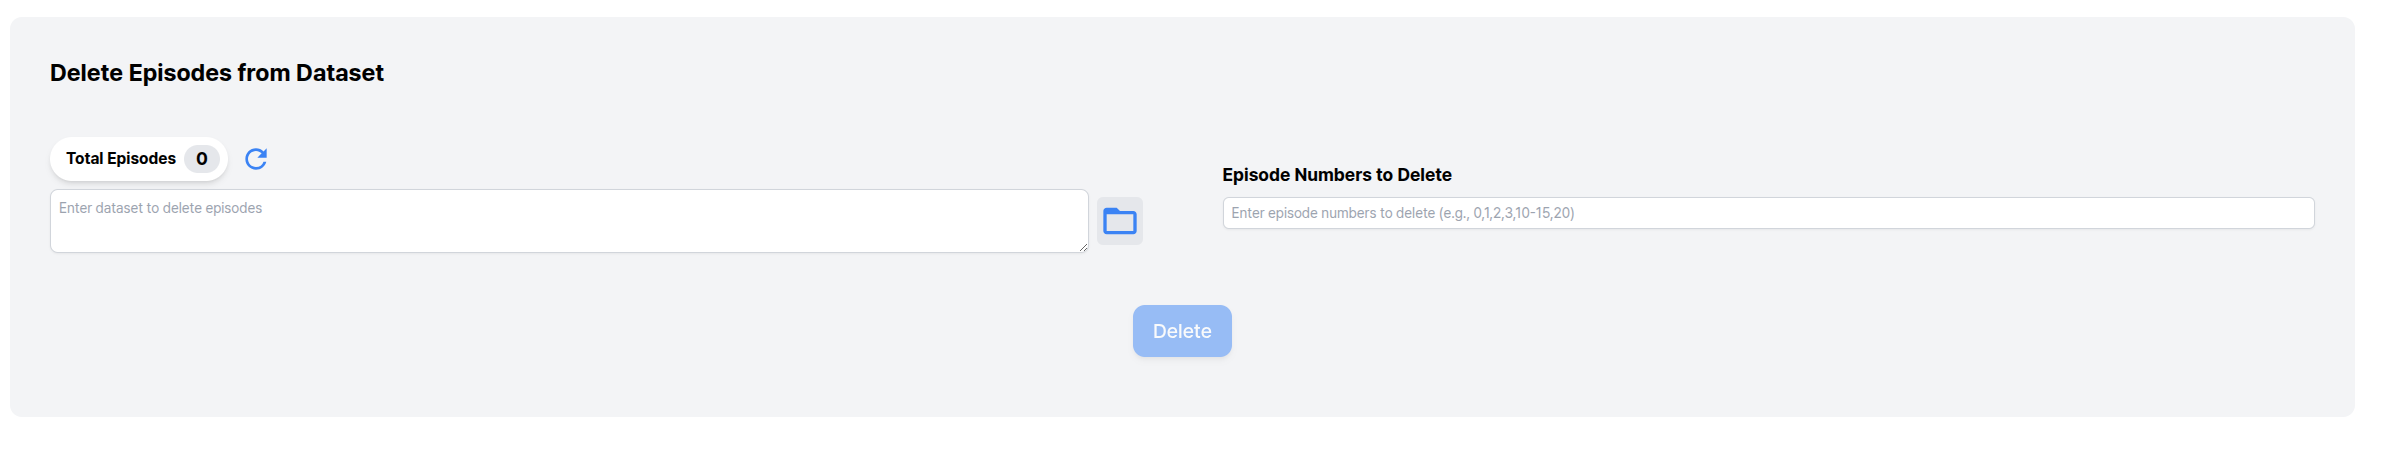 Delete Episodes from Dataset
Total Episodes 0
Enter dataset to delete episodes
Episode Numbers to Delete
Enter episode numbers to delete (e.g., 0,1,2,3,10-15,20)
Delete